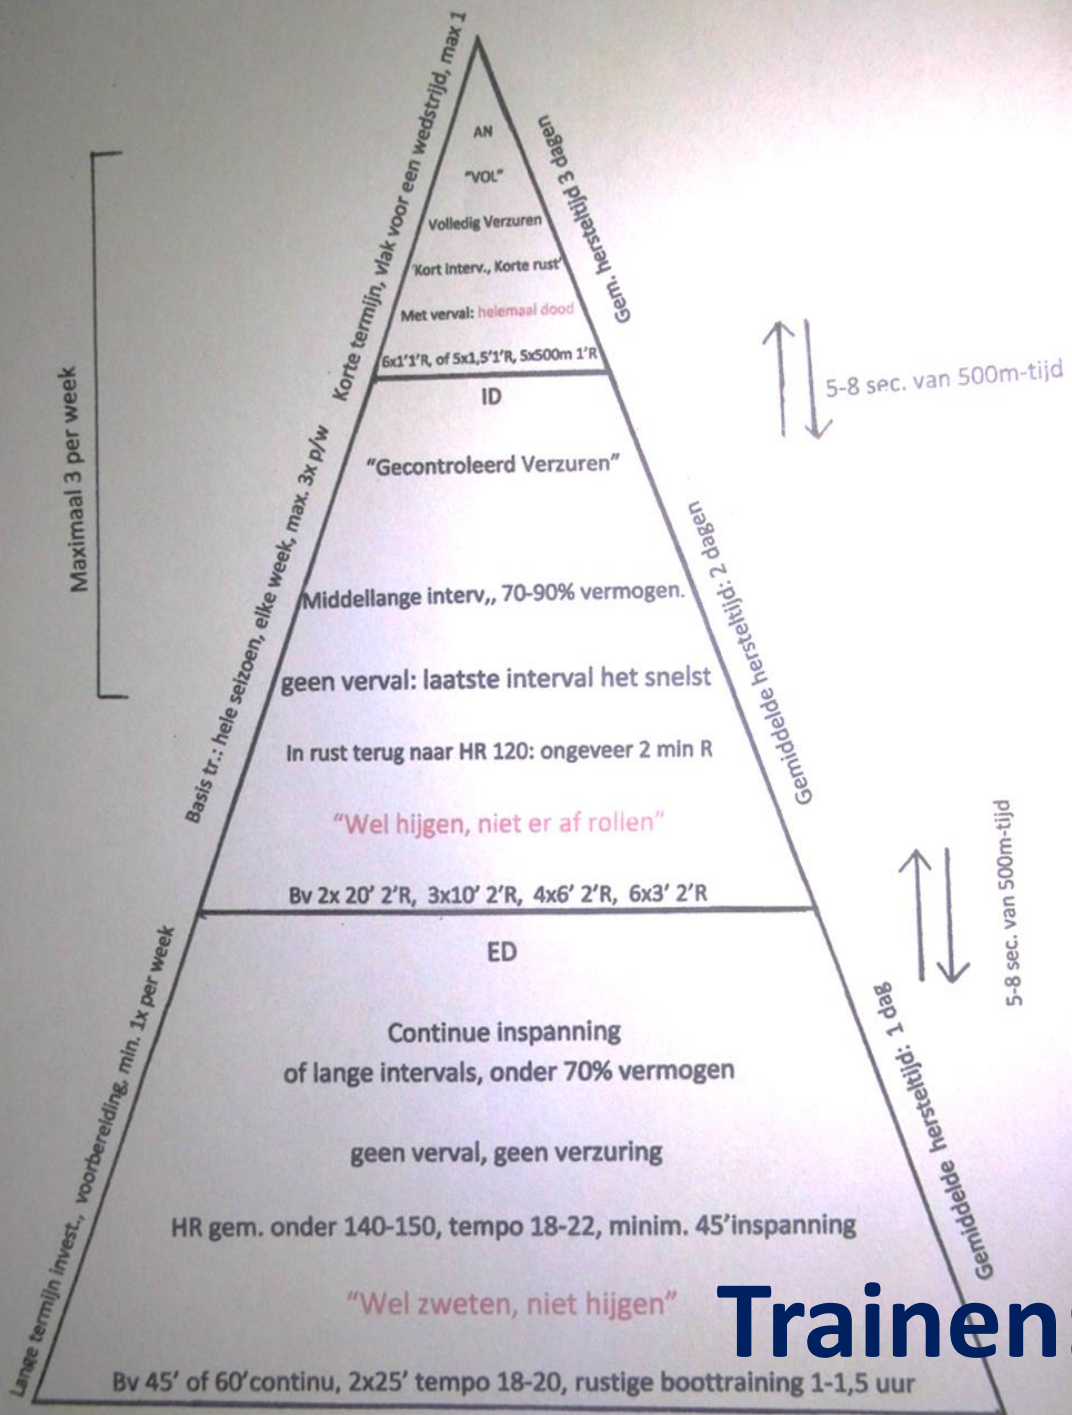 Maximaal 3 per week
Korte termijn, vlak voor een wedstrijd, max 1
AN
"VOL"
Volledig Verzuren
'Kort interv., Korte rust'
Met verval: helemaal dood
6x1'1'R, of 5x1,5'1'R, 5x500m 1'R
Gem. hersteltijd 3 dagen
5-8 sec. van 500m-tijd
Basis tr.: hele seizoen, elke week, max. 3x p/w
ID
"Gecontroleerd Verzuren"
Middellange interv,, 70-90% vermogen.
geen verval: laatste interval het snelst
In rust terug naar HR 120: ongeveer 2 min R
"Wel hijgen, niet er af rollen"
Bv 2x 20' 2'R, 3x10' 2'R, 4x6' 2'R, 6x3' 2'R
Gemiddelde hersteltijd: 2 dagen
5-8 sec. van 500m-tijd
Lange termijn invest., voorbereiding, min. 1x per week
ED
Continue inspanning
of lange intervals, onder 70% vermogen
geen verval, geen verzuring
HR gem. onder 140-150, tempo 18-22, minim. 45'inspanning
"Wel zweten, niet hijgen"
Bv 45' of 60'continu, 2x25' tempo 18-20, rustige boottraining 1-1,5 uur
Gemiddelde hersteltijd: 1 dag
Trainen: